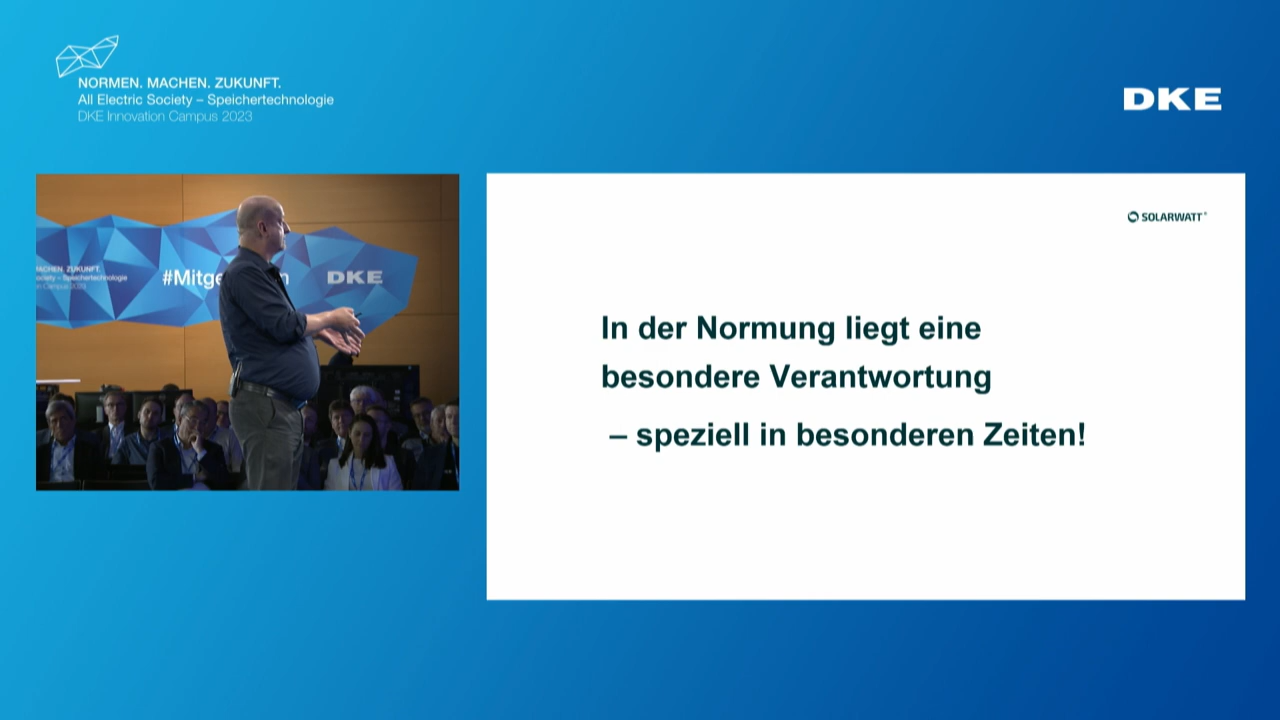 NORMEN. MACHEN. ZUKUNFT.
All Electric Society – Speichertechnologie
DKE Innovation Campus 2023
DKE
DKE
SOLARWATT®
In der Normung liegt eine
besondere Verantwortung
– speziell in besonderen Zeiten!